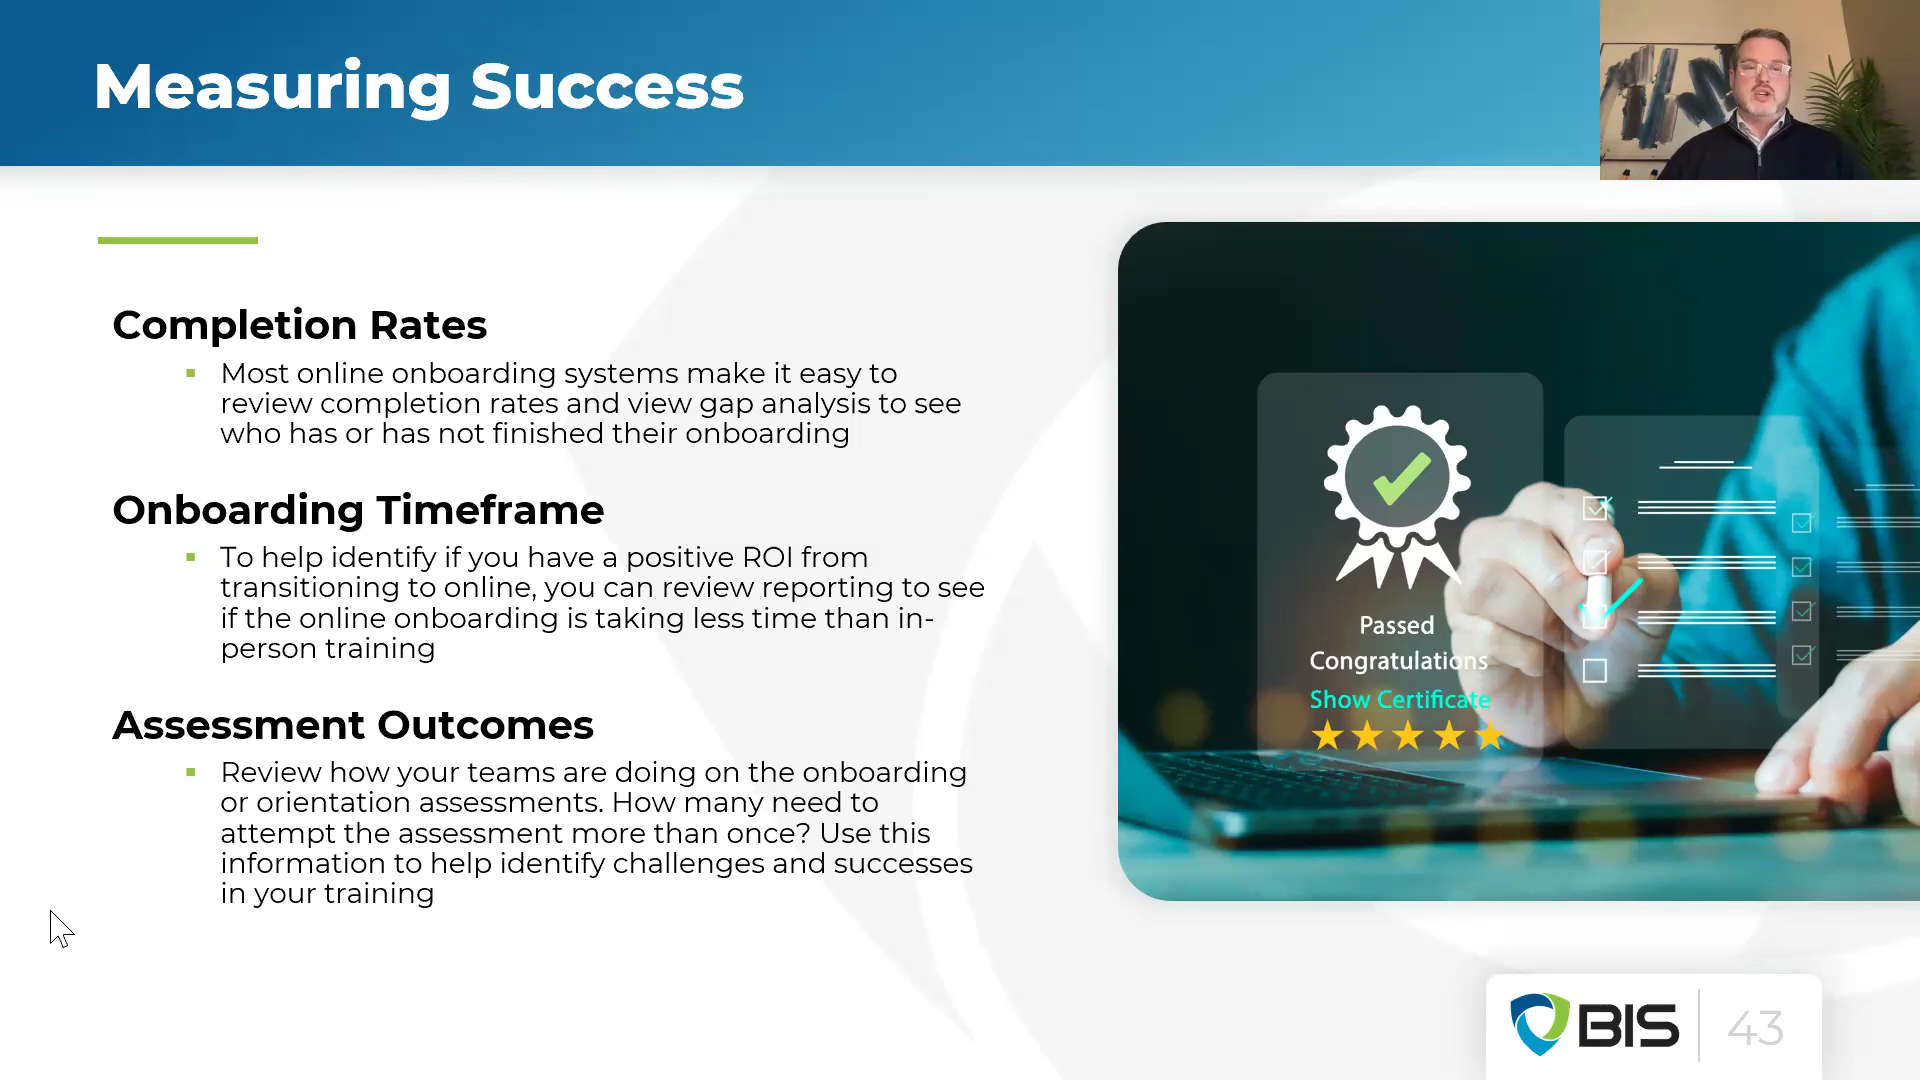 Measuring Success
Completion Rates
▪ Most online onboarding systems make it easy to
review completion rates and view gap analysis to see
who has or has not finished their onboarding
Onboarding Timeframe
▪ To help identify if you have a positive ROI from
transitioning to online, you can review reporting to see
if the online onboarding is taking less time than in-
person training
Assessment Outcomes
▪ Review how your teams are doing on the onboarding
or orientation assessments. How many need to
attempt the assessment more than once? Use this
information to help identify challenges and successes
in your training
Passed
Congratulations
Show Certificate
BIS
43